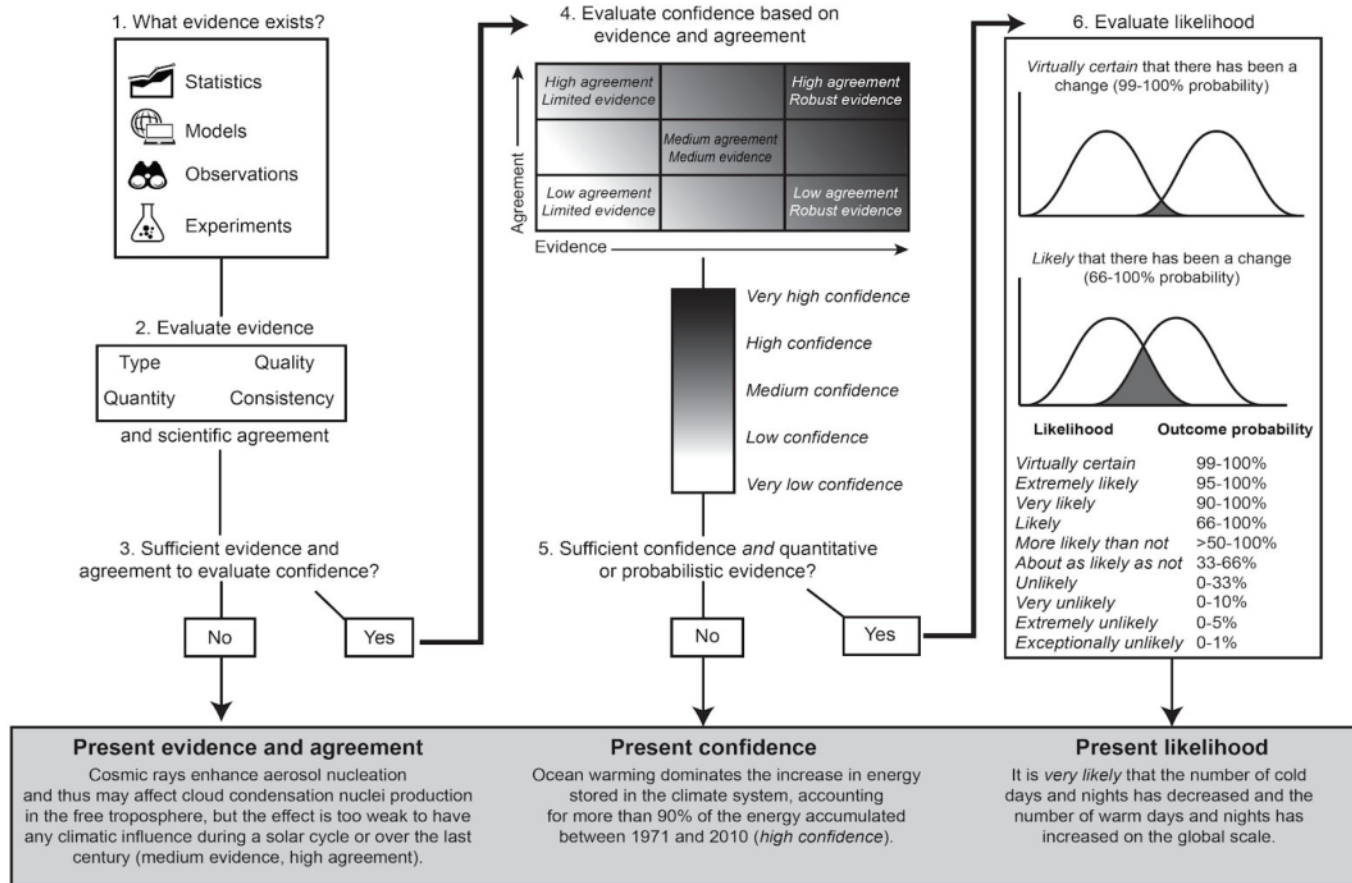 1. What evidence exists?
Statistics
Models
Observations
Experiments
2. Evaluate evidence
Type Quality
Quantity Consistency
and scientific agreement
3. Sufficient evidence and
agreement to evaluate confidence?
No
Yes
4. Evaluate confidence based on
evidence and agreement
Agreement
High agreement
Limited evidence
High agreement
Robust evidence
Medium agreement
Medium evidence
Low agreement
Limited evidence
Low agreement
Robust evidence
Evidence
Very high confidence
High confidence
Medium confidence
Low confidence
Very low confidence
5. Sufficient confidence and quantitative
or probabilistic evidence?
No
Yes
6. Evaluate likelihood
Virtually certain that there has been a
change (99-100% probability)
Likely that there has been a change
(66-100% probability)
Likelihood Outcome probability
Virtually certain 99-100%
Extremely likely 95-100%
Very likely 90-100%
Likely 66-100%
More likely than not >50-100%
About as likely as not 33-66%
Unlikely 0-33%
Very unlikely 0-10%
Extremely unlikely 0-5%
Exceptionally unlikely 0-1%
Present evidence and agreement
Cosmic rays enhance aerosol nucleation
and thus may affect cloud condensation nuclei production
in the free troposphere, but the effect is too weak to have
any climatic influence during a solar cycle or over the last
century (medium evidence, high agreement).
Present confidence
Ocean warming dominates the increase in energy
stored in the climate system, accounting
for more than 90% of the energy accumulated
between 1971 and 2010 (high confidence).
Present likelihood
It is very likely that the number of cold
days and nights has decreased and the
number of warm days and nights has
increased on the global scale.